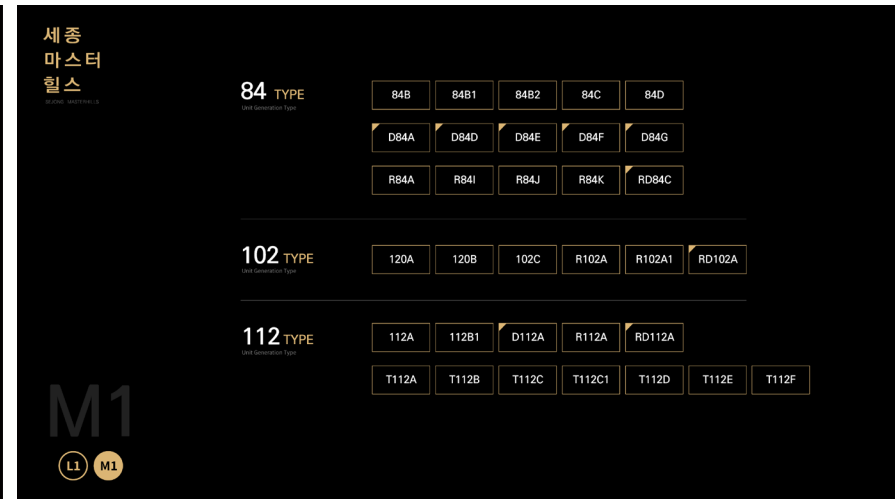 세종
마스터
힐스
SEJONG MASTERHILLS
84 TYPE
Unit Generation Type
84B 84B1 84B2 84C 84D
D84A D84D D84E D84F D84G
R84A R84I R84J R84K RD84C
102 TYPE
Unit Generation Type
120A 120B 102C R102A R102A1 RD102A
112 TYPE
Unit Generation Type
112A 112B1 D112A R112A RD112A
T112A T112B T112C T112C1 T112D T112E T112F
M1
L1 M1